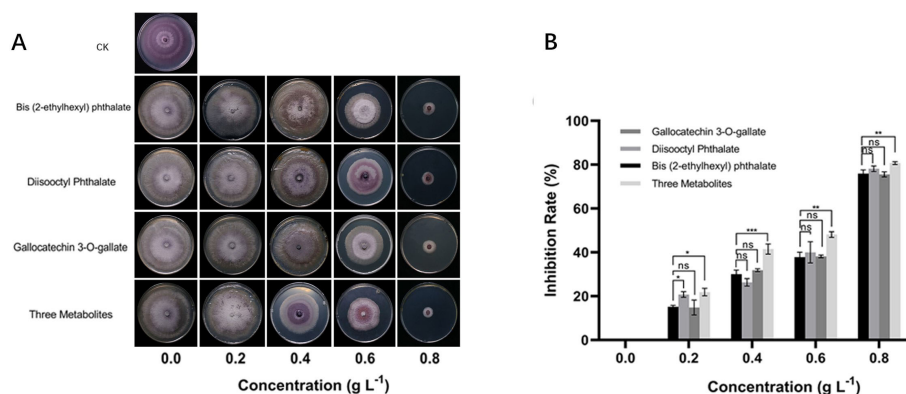 A
CK
Bis (2-ethylhexyl) phthalate
Diisooctyl Phthalate
Gallocatechin 3-O-gallate
Three Metabolites
0.0 0.2 0.4 0.6 0.8
Concentration (g L⁻¹)
B
Inhibition Rate (%)
100
80
60
40
20
0
Gallocatechin 3-O-gallate
Diisooctyl Phthalate
Bis (2-ethylhexyl) phthalate
Three Metabolites
* ns *
ns ns ***
ns ns **
ns ns **
0.0 0.2 0.4 0.6 0.8
Concentration (g L⁻¹)